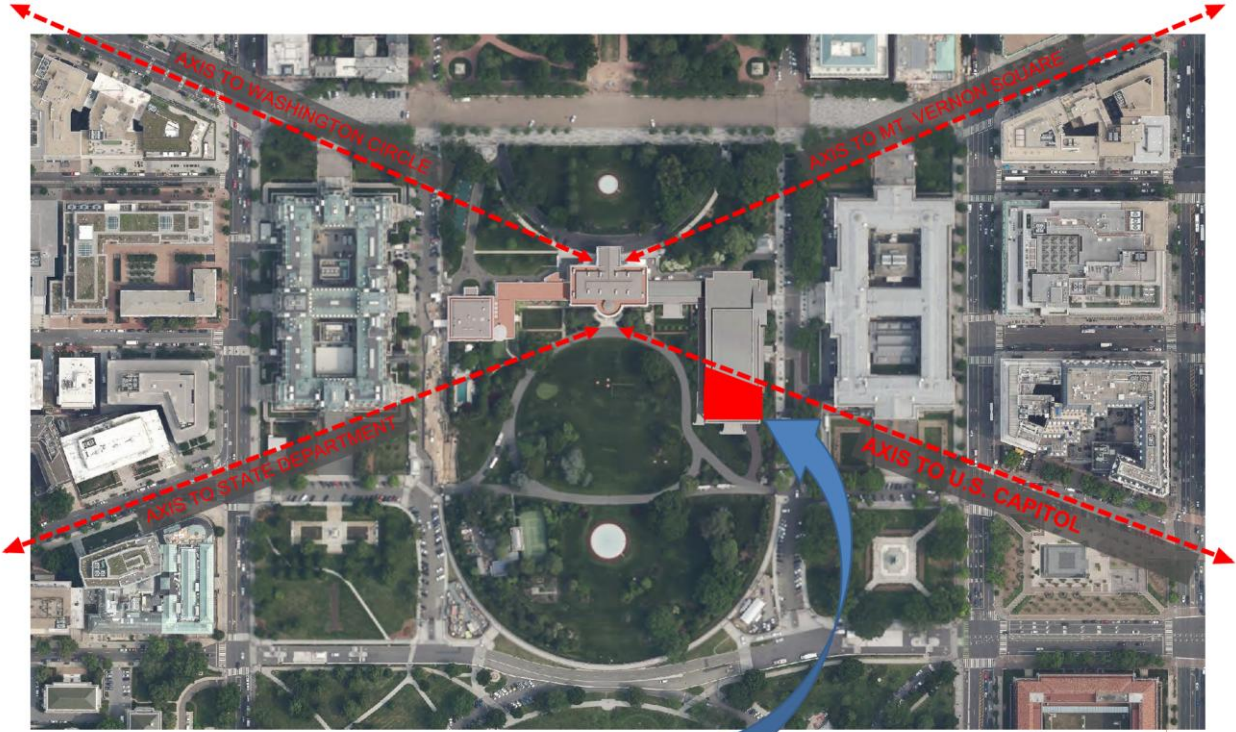 AXIS TO WASHINGTON CIRCLE
AXIS TO MT. VERNON SQUARE
AXIS TO STATE DEPARTMENT
AXIS TO U.S. CAPITOL